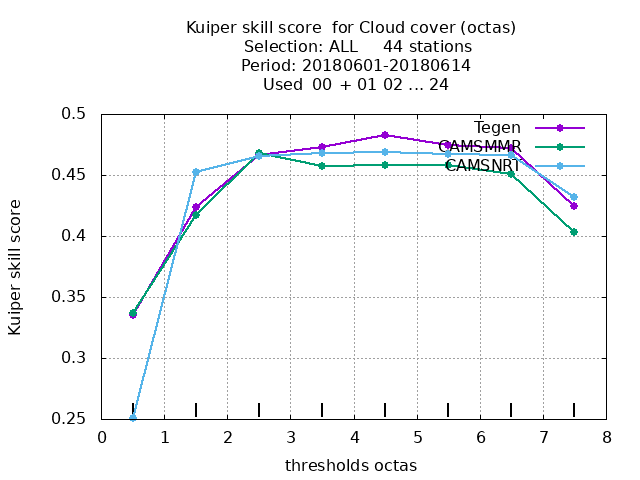 Kuiper skill score  for Cloud cover (octas)
Selection: ALL     44 stations
Period: 20180601-20180614
Used  00 + 01 02 ... 24
Kuiper skill score
0.5
0.45
0.4
0.35
0.3
0.25
Tegen
CAMSMMR
CAMSNRT
0 1 2 3 4 5 6 7 8
thresholds octas